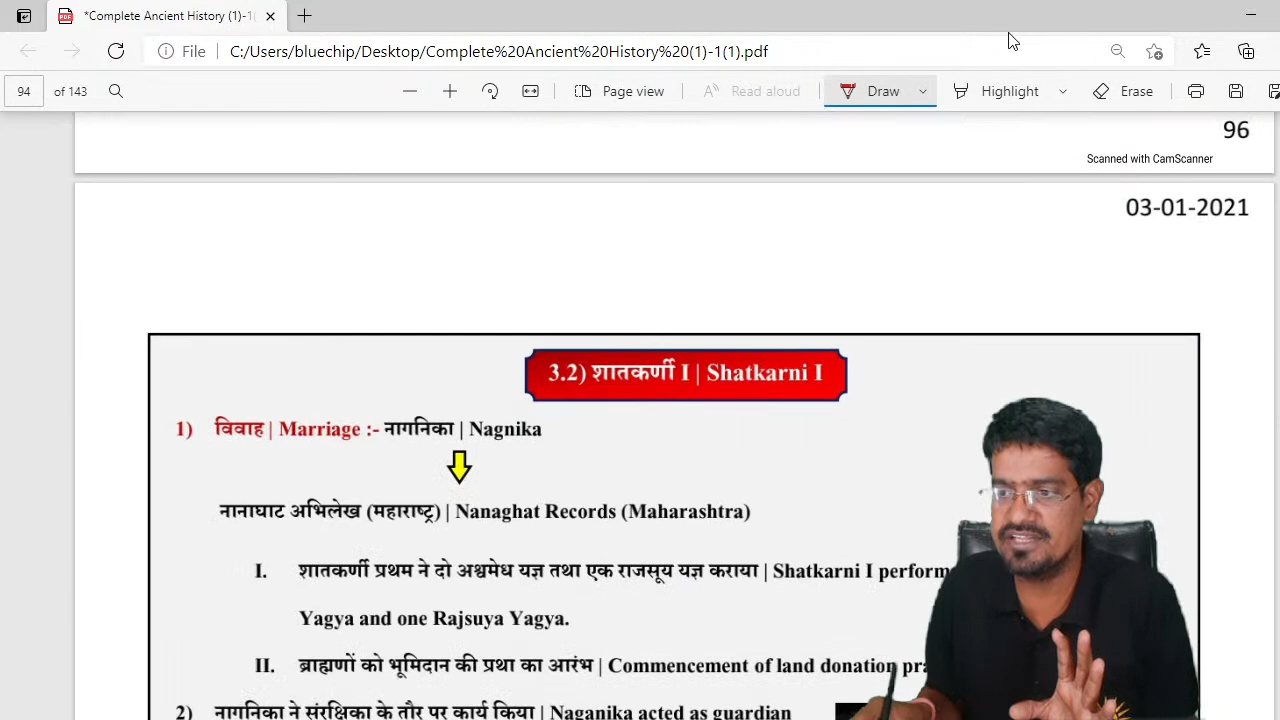 *Complete Ancient History (1)-1(
File
C:/Users/bluechip/Desktop/Complete%20Ancient%20History%20(1)-1(1).pdf
94 of 143
Page view
Read aloud
Draw
Highlight
Erase
96
Scanned with CamScanner
03-01-2021
3.2) शातकर्णी I | Shatkarni I
1) विवाह | Marriage :- नागनिका | Nagnika
नानाघाट अभिलेख (महाराष्ट्र) | Nanaghat Records (Maharashtra)
I. शातकर्णी प्रथम ने दो अश्वमेध यज्ञ तथा एक राजसूय यज्ञ कराया | Shatkarni I perform
Yagya and one Rajsuya Yagya.
II. ब्राह्मणों को भूमिदान की प्रथा का आरंभ | Commencement of land donation pra
2) नागनिका ने संरक्षिका के तौर पर कार्य किया | Naganika acted as guardian